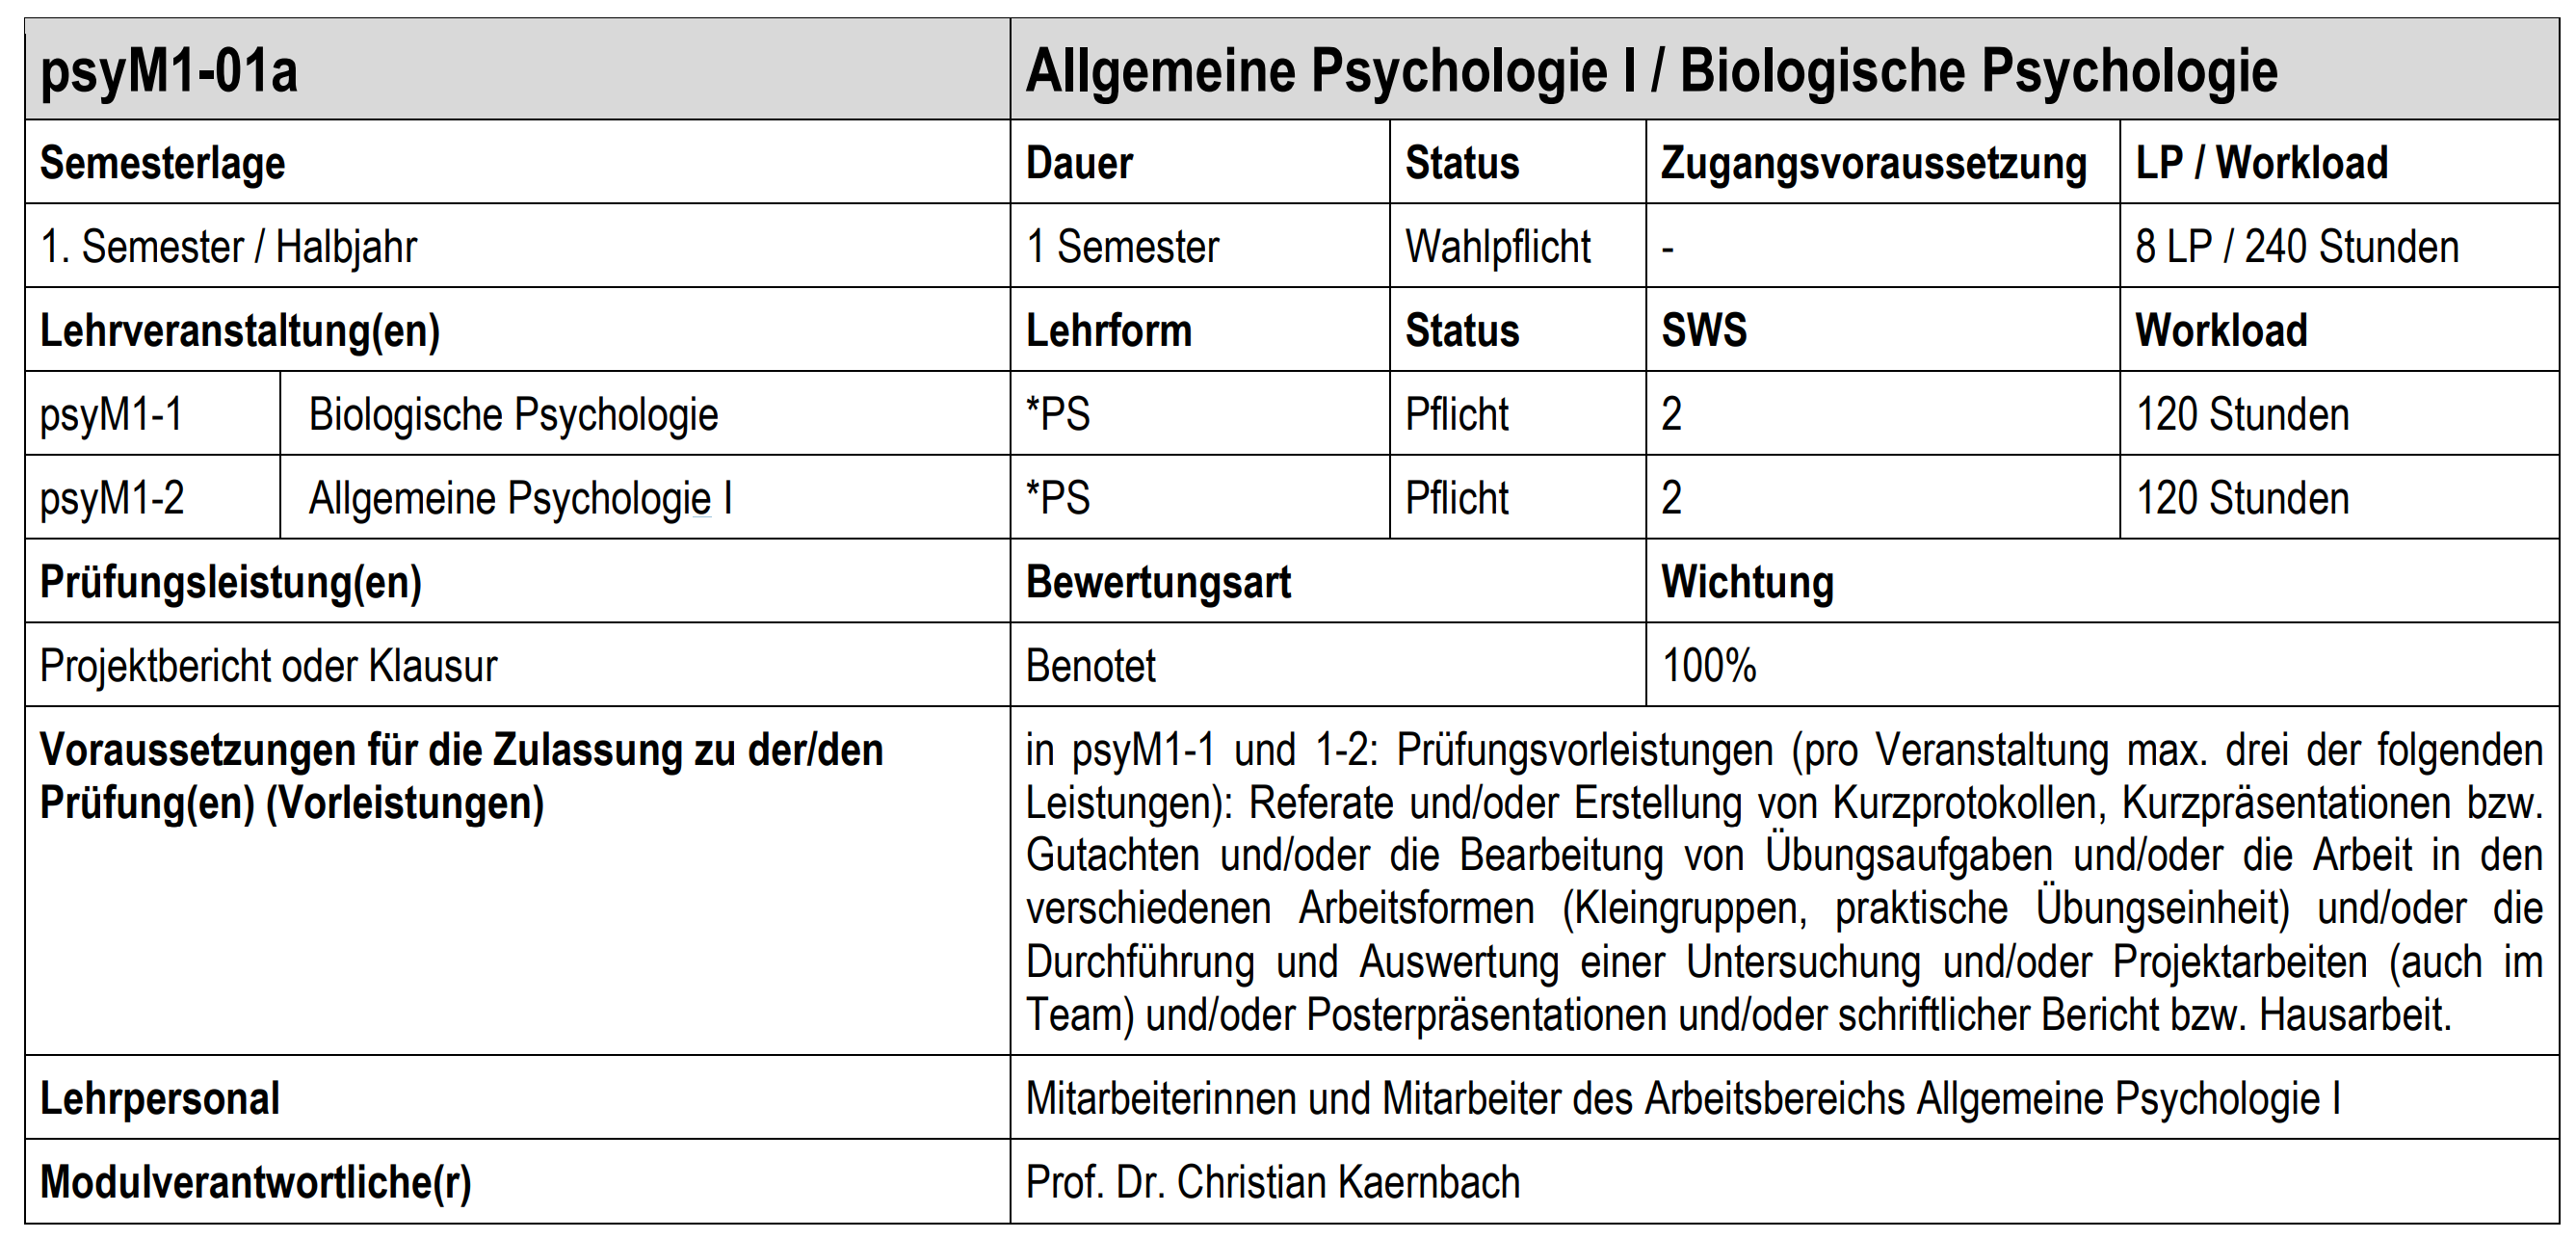 psyM1-01a Allgemeine Psychologie I / Biologische Psychologie
Semesterlage Dauer Status Zugangsvoraussetzung LP / Workload
1. Semester / Halbjahr 1 Semester Wahlpflicht - 8 LP / 240 Stunden
Lehrveranstaltung(en) Lehrform Status SWS Workload
psyM1-1 Biologische Psychologie *PS Pflicht 2 120 Stunden
psyM1-2 Allgemeine Psychologie I *PS Pflicht 2 120 Stunden
Prüfungsleistung(en) Bewertungsart Wichtung
Projektbericht oder Klausur Benotet 100%
Voraussetzungen für die Zulassung zu der/den
Prüfung(en) (Vorleistungen)
in psyM1-1 und 1-2: Prüfungsvorleistungen (pro Veranstaltung max. drei der folgenden
Leistungen): Referate und/oder Erstellung von Kurzprotokollen, Kurzpräsentationen bzw.
Gutachten und/oder die Bearbeitung von Übungsaufgaben und/oder die Arbeit in den
verschiedenen Arbeitsformen (Kleingruppen, praktische Übungseinheit) und/oder die
Durchführung und Auswertung einer Untersuchung und/oder Projektarbeiten (auch im
Team) und/oder Posterpräsentationen und/oder schriftlicher Bericht bzw. Hausarbeit.
Lehrpersonal Mitarbeiterinnen und Mitarbeiter des Arbeitsbereichs Allgemeine Psychologie I
Modulverantwortliche(r) Prof. Dr. Christian Kaernbach